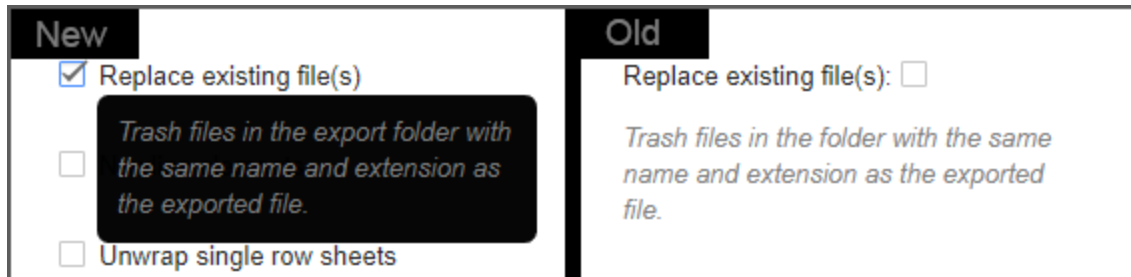 New
Replace existing file(s)
Trash files in the export folder with
the same name and extension as
the exported file.
Unwrap single row sheets
Old
Replace existing file(s):
Trash files in the folder with the same
name and extension as the exported
file.